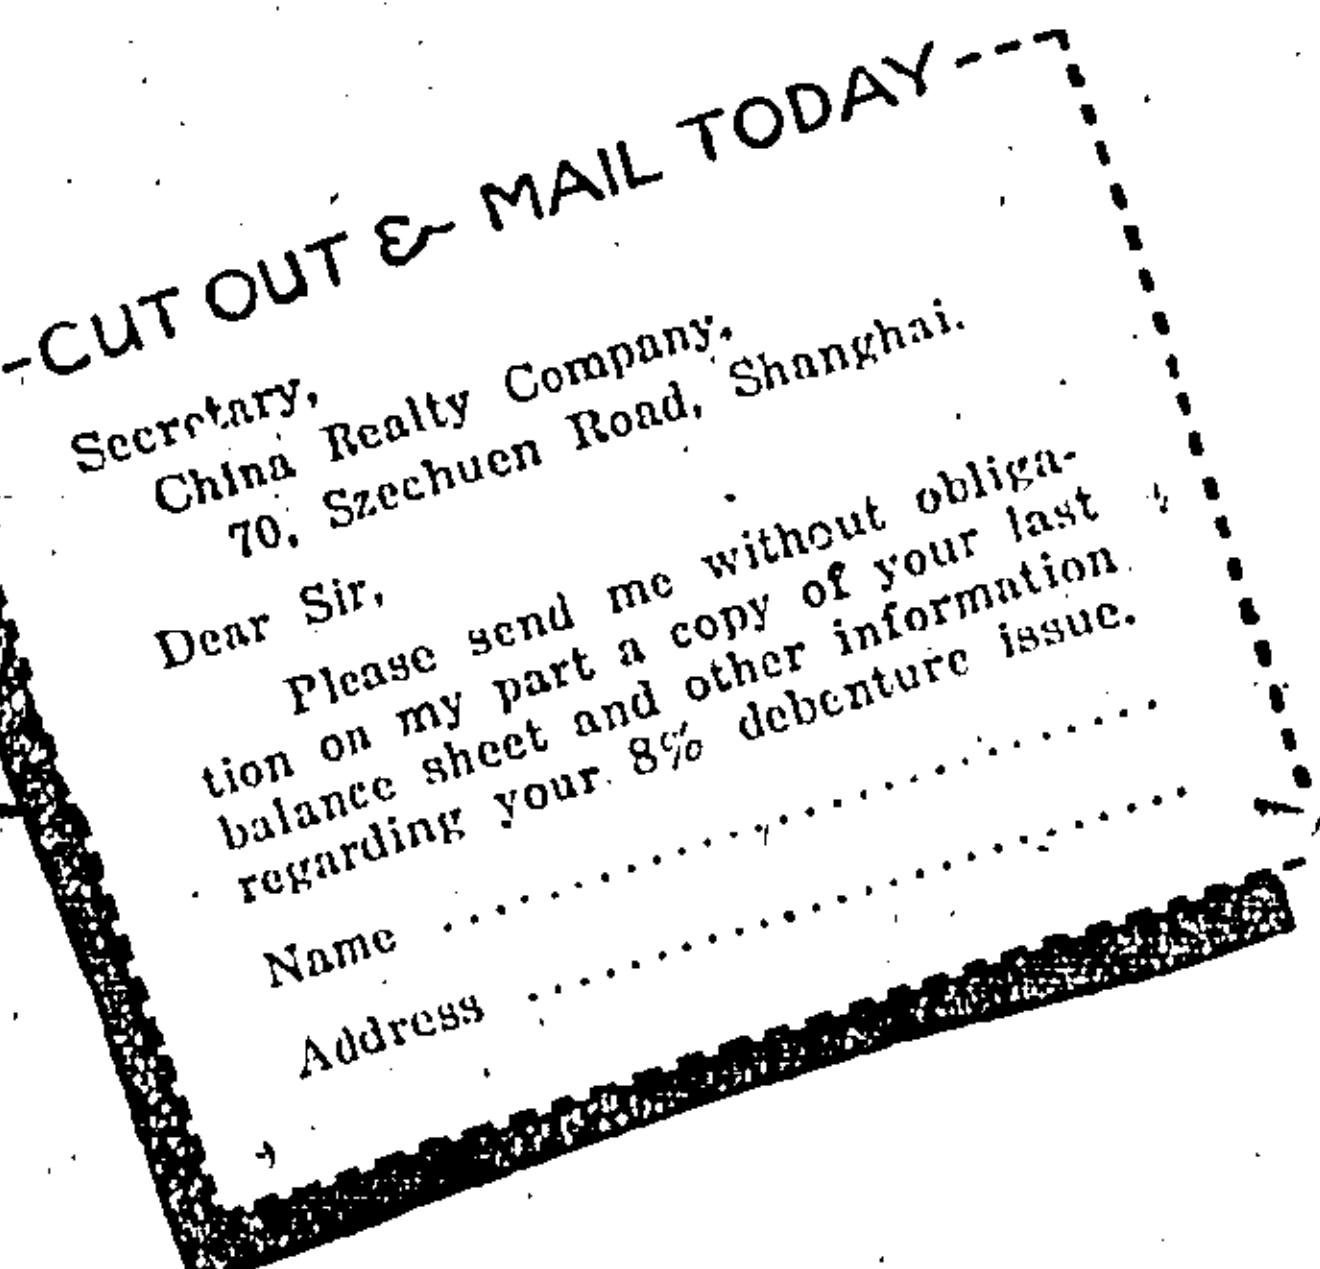 CUT OUT & MAIL TODAY
Secretary,
China Realty Company,
70, Szechuen Road, Shanghai.
Dear Sir,
Please send me without obliga-
tion on my part a copy of your last
balance sheet and other information
regarding your 8% debenture issue.
Name ..............................
Address ..........................